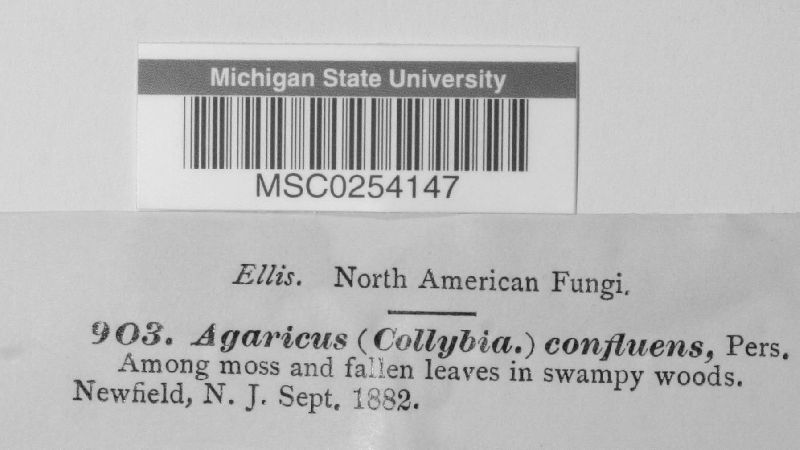 Michigan State University
MSC0254147
Ellis. North American Fungi.
903. Agaricus (Collybia.) confluens, Pers.
Among moss and fallen leaves in swampy woods.
Newfield, N. J. Sept. 1882.